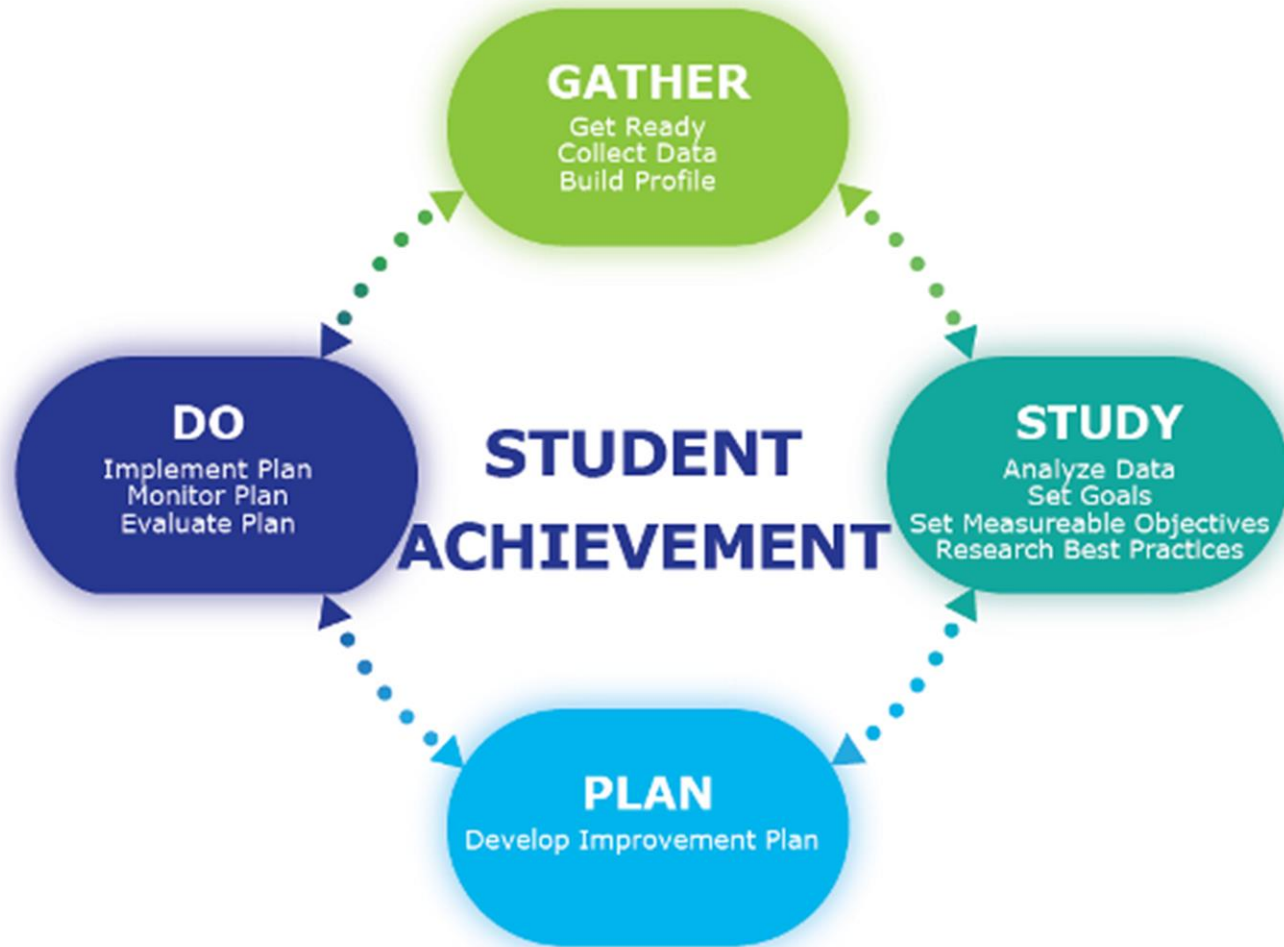 GATHER
Get Ready
Collect Data
Build Profile
DO
Implement Plan
Monitor Plan
Evaluate Plan
STUDENT
ACHIEVEMENT
STUDY
Analyze Data
Set Goals
Set Measureable Objectives
Research Best Practices
PLAN
Develop Improvement Plan